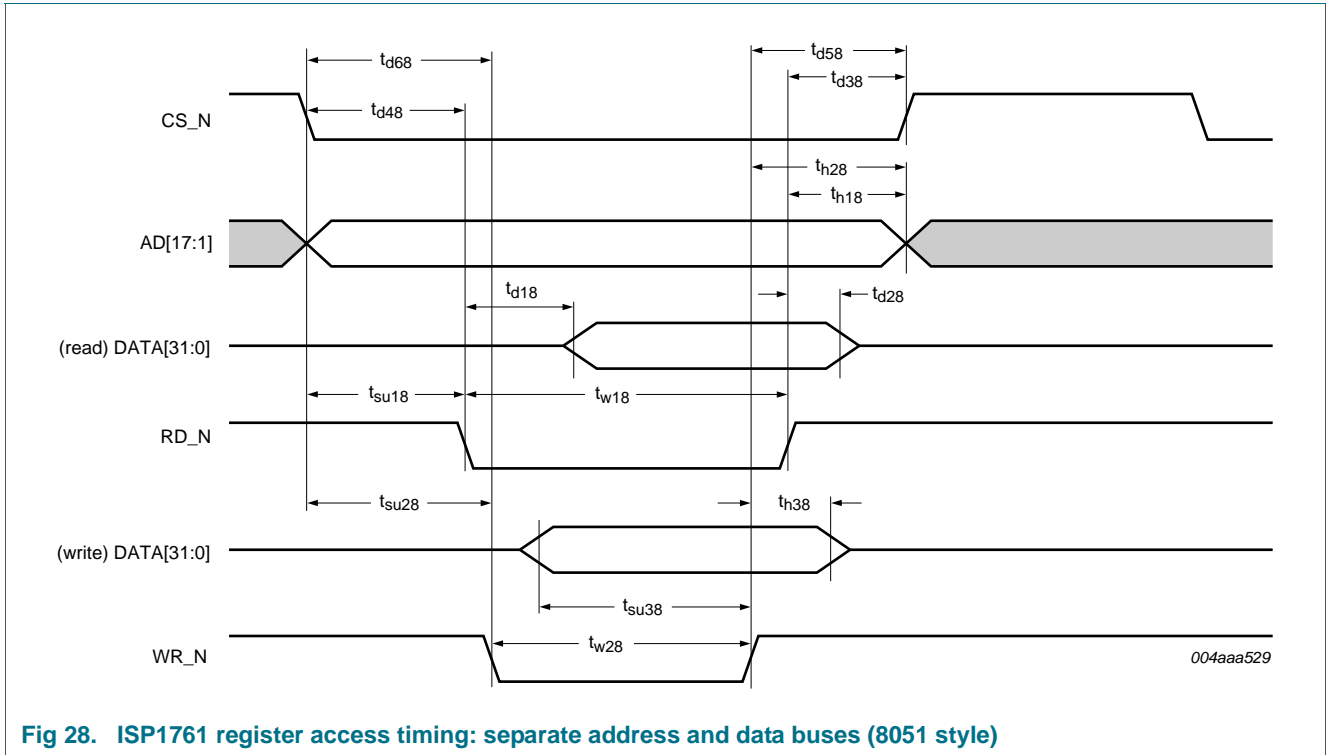 td68
td58
td38
td48
CS_N
th28
th18
AD[17:1]
td18
td28
(read) DATA[31:0]
tsu18
tw18
RD_N
tsu28
th38
(write) DATA[31:0]
tsu38
tw28
WR_N
004aaa529
Fig 28. ISP1761 register access timing: separate address and data buses (8051 style)